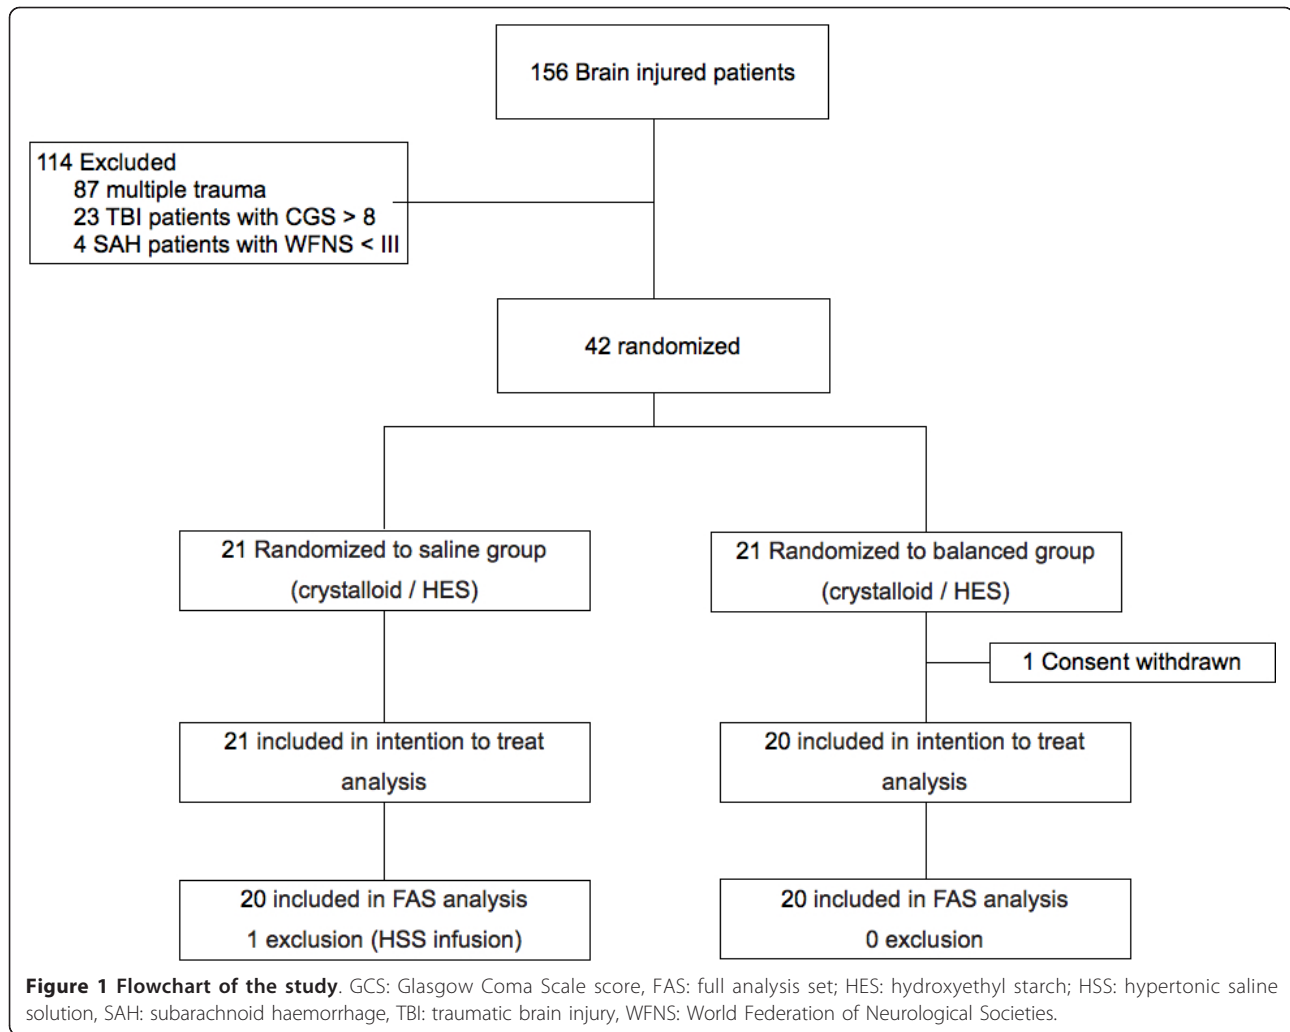 156 Brain injured patients
114 Excluded
87 multiple trauma
23 TBI patients with CGS > 8
4 SAH patients with WFNS < III
42 randomized
21 Randomized to saline group
(crystalloid / HES)
21 Randomized to balanced group
(crystalloid / HES)
1 Consent withdrawn
21 included in intention to treat
analysis
20 included in intention to treat
analysis
20 included in FAS analysis
1 exclusion (HSS infusion)
20 included in FAS analysis
0 exclusion
Figure 1 Flowchart of the study. GCS: Glasgow Coma Scale score, FAS: full analysis set; HES: hydroxyethyl starch; HSS: hypertonic saline
solution, SAH: subarachnoid haemorrhage, TBI: traumatic brain injury, WFNS: World Federation of Neurological Societies.